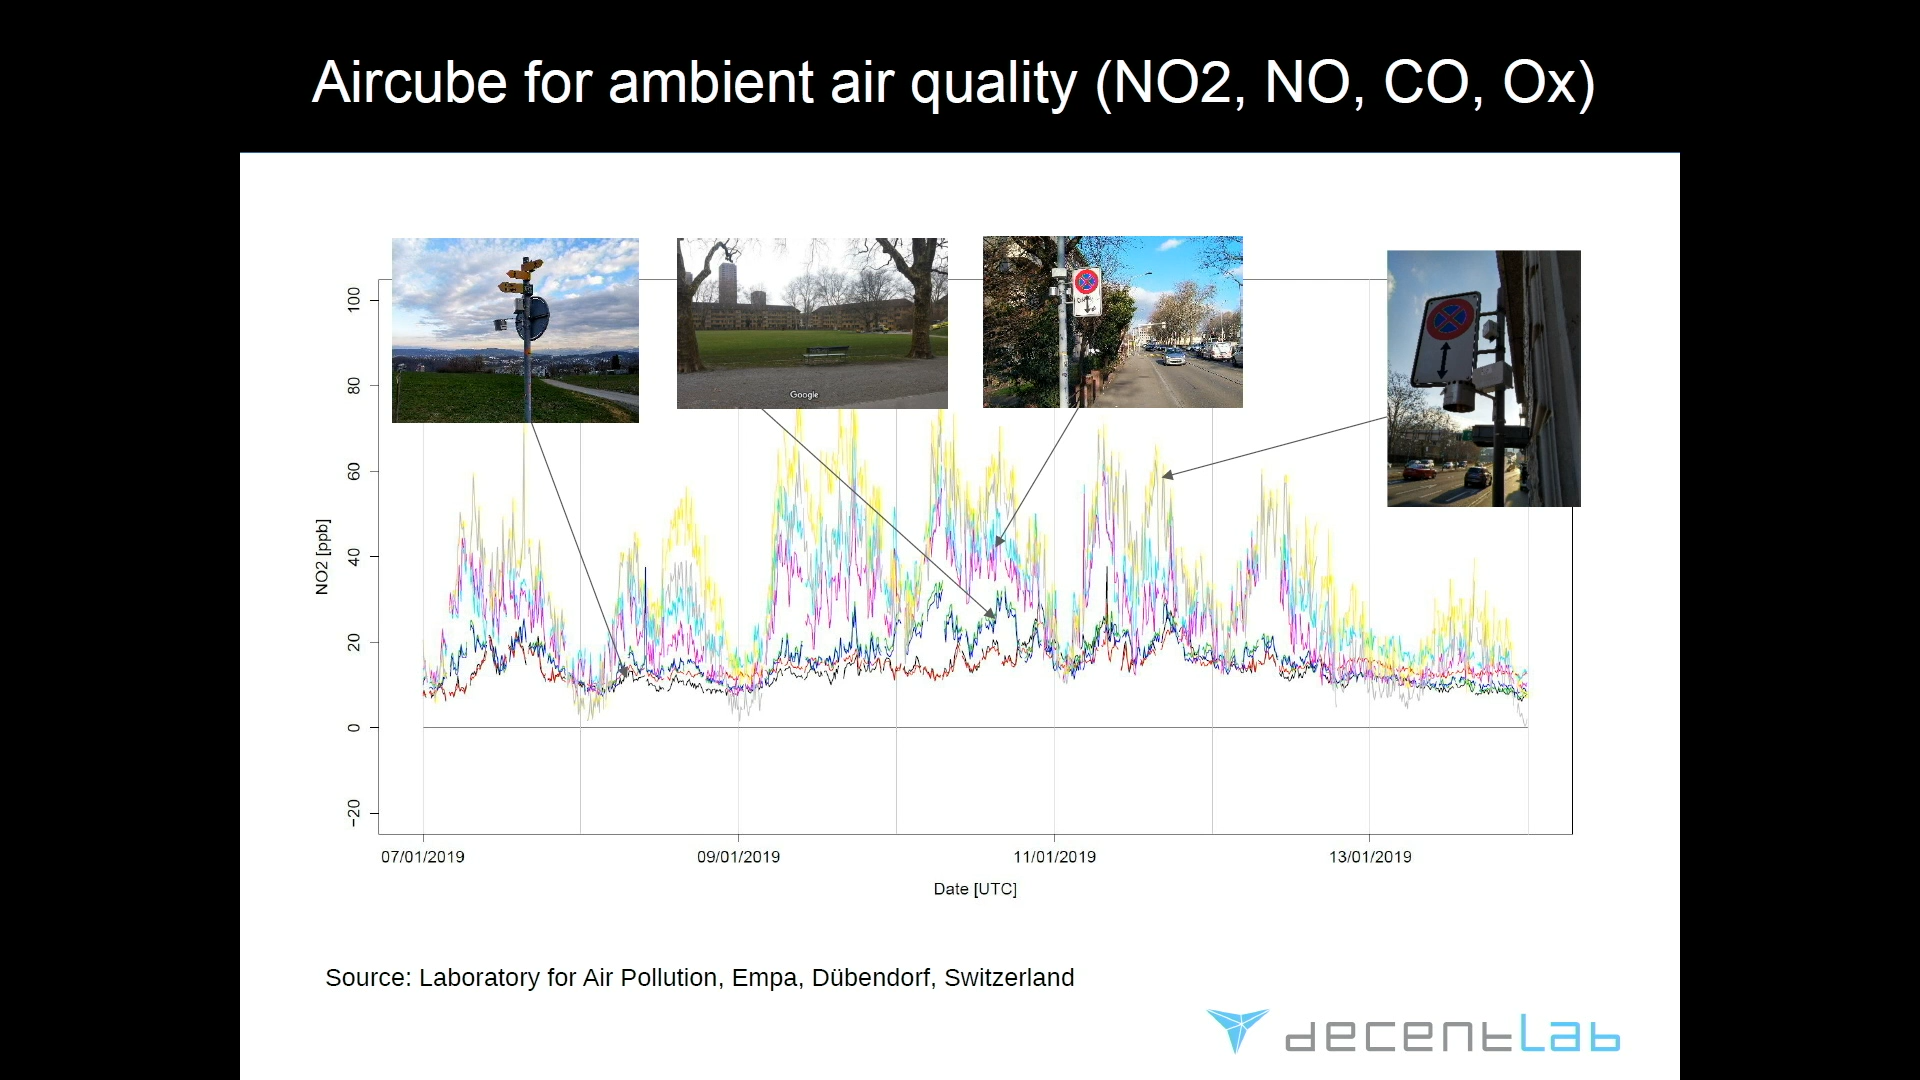 Aircube for ambient air quality (NO2, NO, CO, Ox)
Google
100
80
60
40
20
0
−20
NO2 [ppb]
07/01/2019
09/01/2019
11/01/2019
13/01/2019
Date [UTC]
Source: Laboratory for Air Pollution, Empa, Dübendorf, Switzerland
decentLab